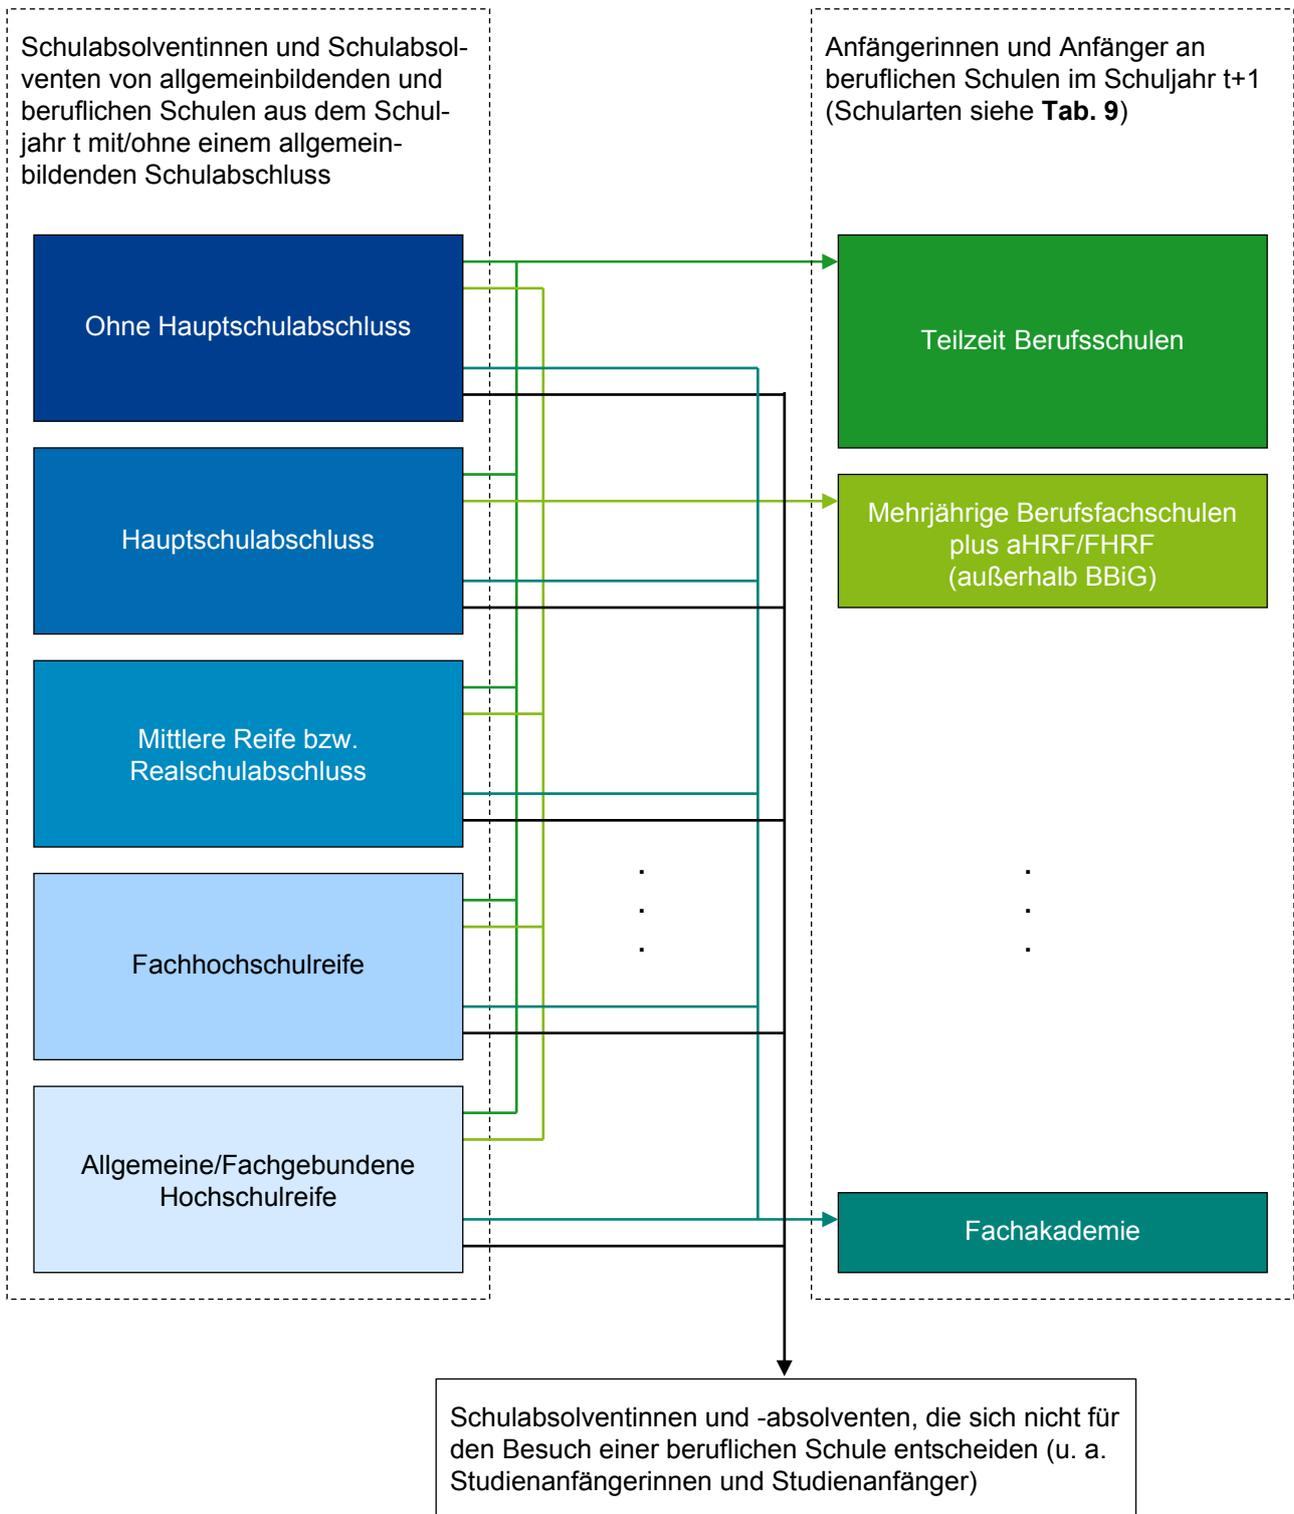 Schulabsolventinnen und Schulabsol-
venten von allgemeinbildenden und
beruflichen Schulen aus dem Schul-
jahr t mit/ohne einem allgemein-
bildenden Schulabschluss
Anfängerinnen und Anfänger an
beruflichen Schulen im Schuljahr t+1
(Schularten siehe Tab. 9)
Ohne Hauptschulabschluss
Teilzeit Berufsschulen
Hauptschulabschluss
Mehrjährige Berufsfachschulen
plus aHRF/FHRF
(außerhalb BBiG)
Mittlere Reife bzw.
Realschulabschluss
.
.
.
.
.
.
Fachhochschulreife
Allgemeine/Fachgebundene
Hochschulreife
Fachakademie
Schulabsolventinnen und -absolventen, die sich nicht für
den Besuch einer beruflichen Schule entscheiden (u. a.
Studienanfängerinnen und Studienanfänger)